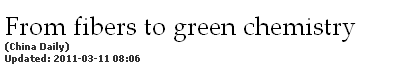 From fibers to green chemistry
(China Daily)
Updated: 2011-03-11 08:06